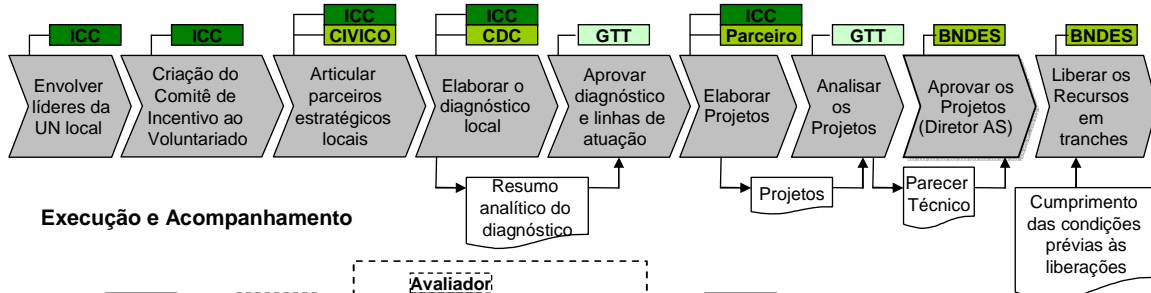 ICC
ICC
ICC
CIVICO
ICC
CDC
GTT
ICC
Parceiro
GTT
BNDES
BNDES
Envolver
líderes da
UN local
Criação do
Comitê de
Incentivo ao
Voluntariado
Articular
parceiros
estratégicos
locais
Elaborar o
diagnóstico
local
Aprovar
diagnóstico
e linhas de
atuação
Elaborar
Projetos
Analisar
os
Projetos
Aprovar os
Projetos
(Diretor AS)
Liberar os
Recursos
em
tranches
Resumo
analítico do
diagnóstico
Projetos
Parecer
Técnico
Cumprimento
das condições
prévias às
liberações
Execução e Acompanhamento
Avaliador